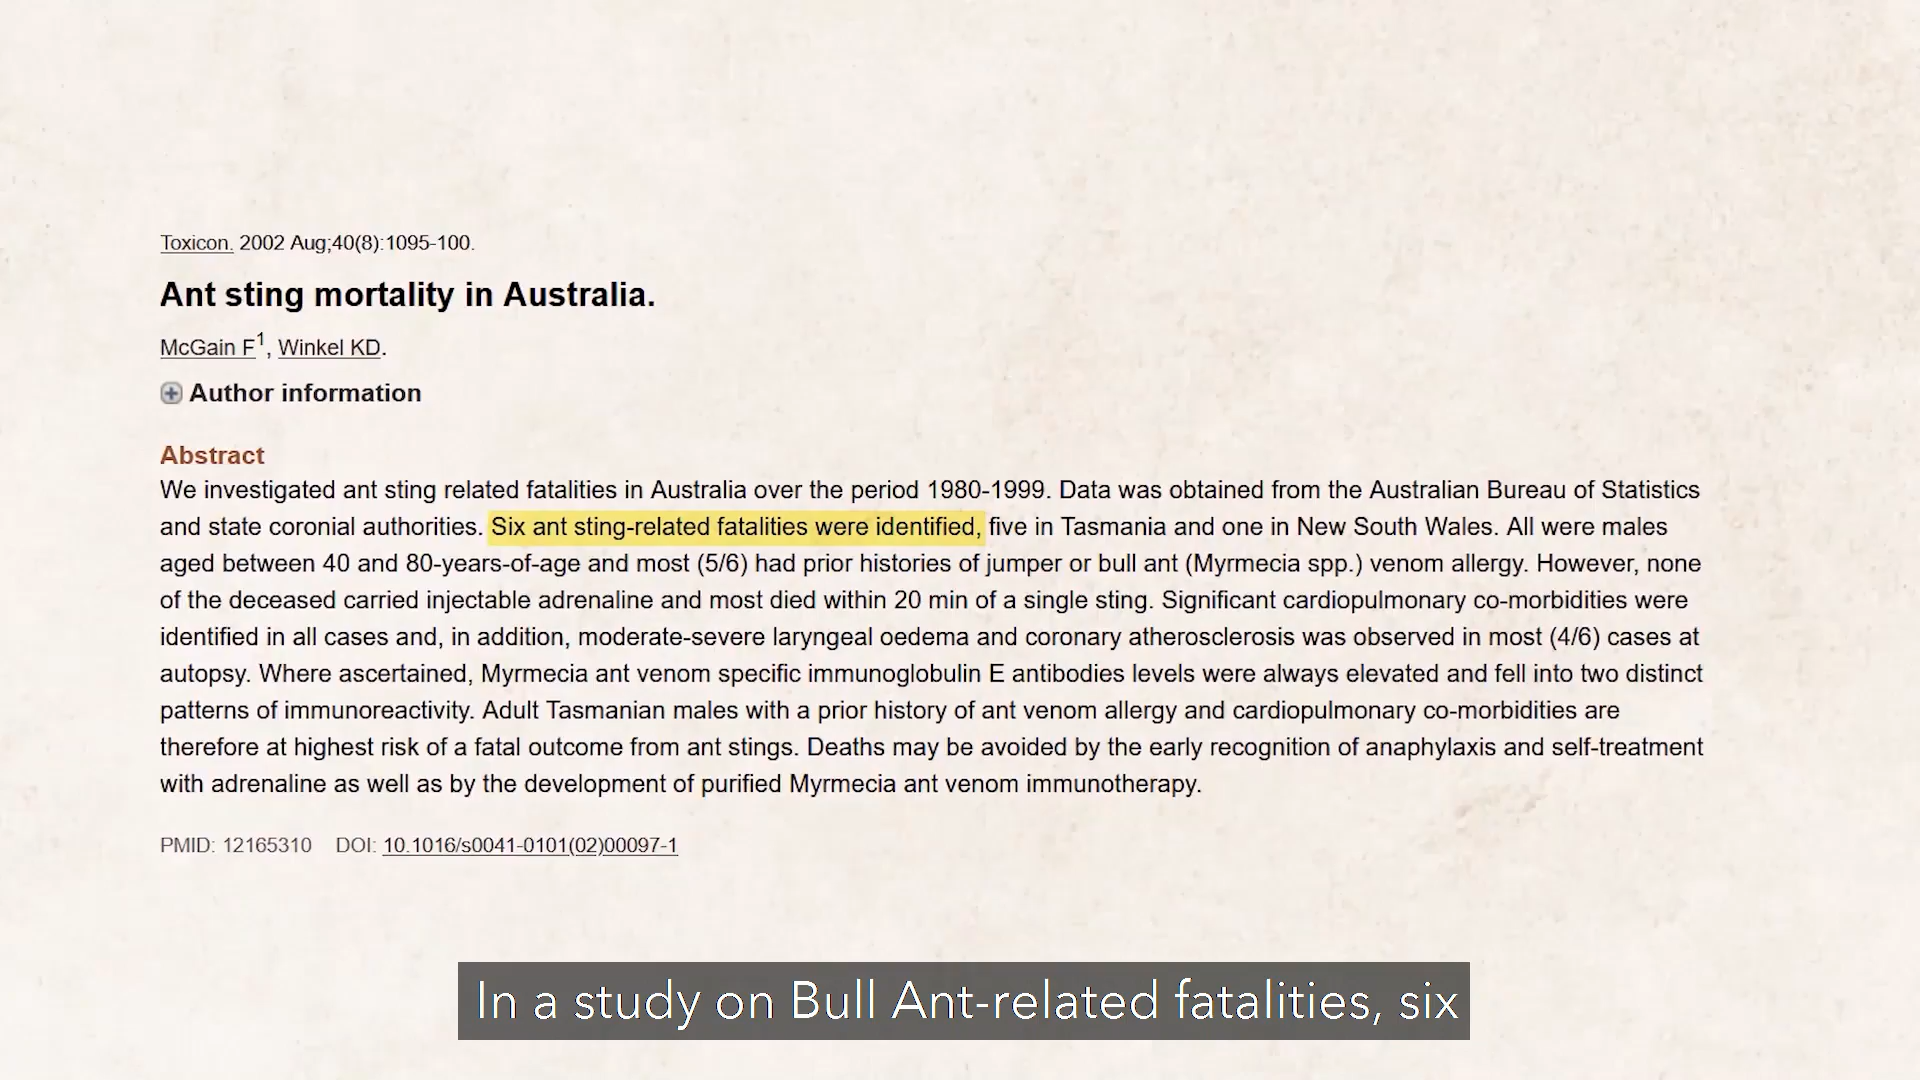 Toxicon. 2002 Aug;40(8):1095-100.
Ant sting mortality in Australia.
McGain F1, Winkel KD.
Author information
Abstract
We investigated ant sting related fatalities in Australia over the period 1980-1999. Data was obtained from the Australian Bureau of Statistics
and state coronial authorities. Six ant sting-related fatalities were identified, five in Tasmania and one in New South Wales. All were males
aged between 40 and 80-years-of-age and most (5/6) had prior histories of jumper or bull ant (Myrmecia spp.) venom allergy. However, none
of the deceased carried injectable adrenaline and most died within 20 min of a single sting. Significant cardiopulmonary co-morbidities were
identified in all cases and, in addition, moderate-severe laryngeal oedema and coronary atherosclerosis was observed in most (4/6) cases at
autopsy. Where ascertained, Myrmecia ant venom specific immunoglobulin E antibodies levels were always elevated and fell into two distinct
patterns of immunoreactivity. Adult Tasmanian males with a prior history of ant venom allergy and cardiopulmonary co-morbidities are
therefore at highest risk of a fatal outcome from ant stings. Deaths may be avoided by the early recognition of anaphylaxis and self-treatment
with adrenaline as well as by the development of purified Myrmecia ant venom immunotherapy.
PMID: 12165310 DOI: 10.1016/s0041-0101(02)00097-1
In a study on Bull Ant-related fatalities, six